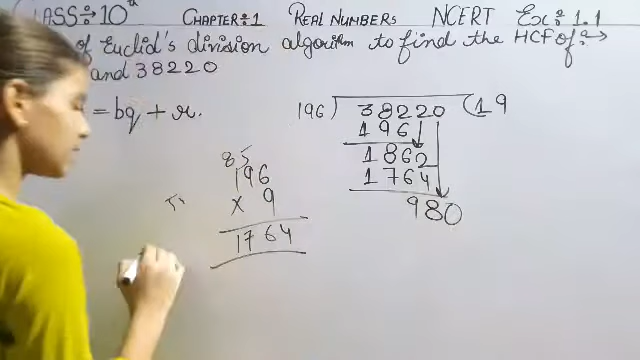 LASS:- 10th CHAPTER:- 1 REAL NUMBERS NCERT Ex:- 1.1
of Euclid's division algorithm to find the HCF of:→
and 38220
= bq + r.
196) 38220 (19
196
1862
1764
980
85
196
x 9
1764